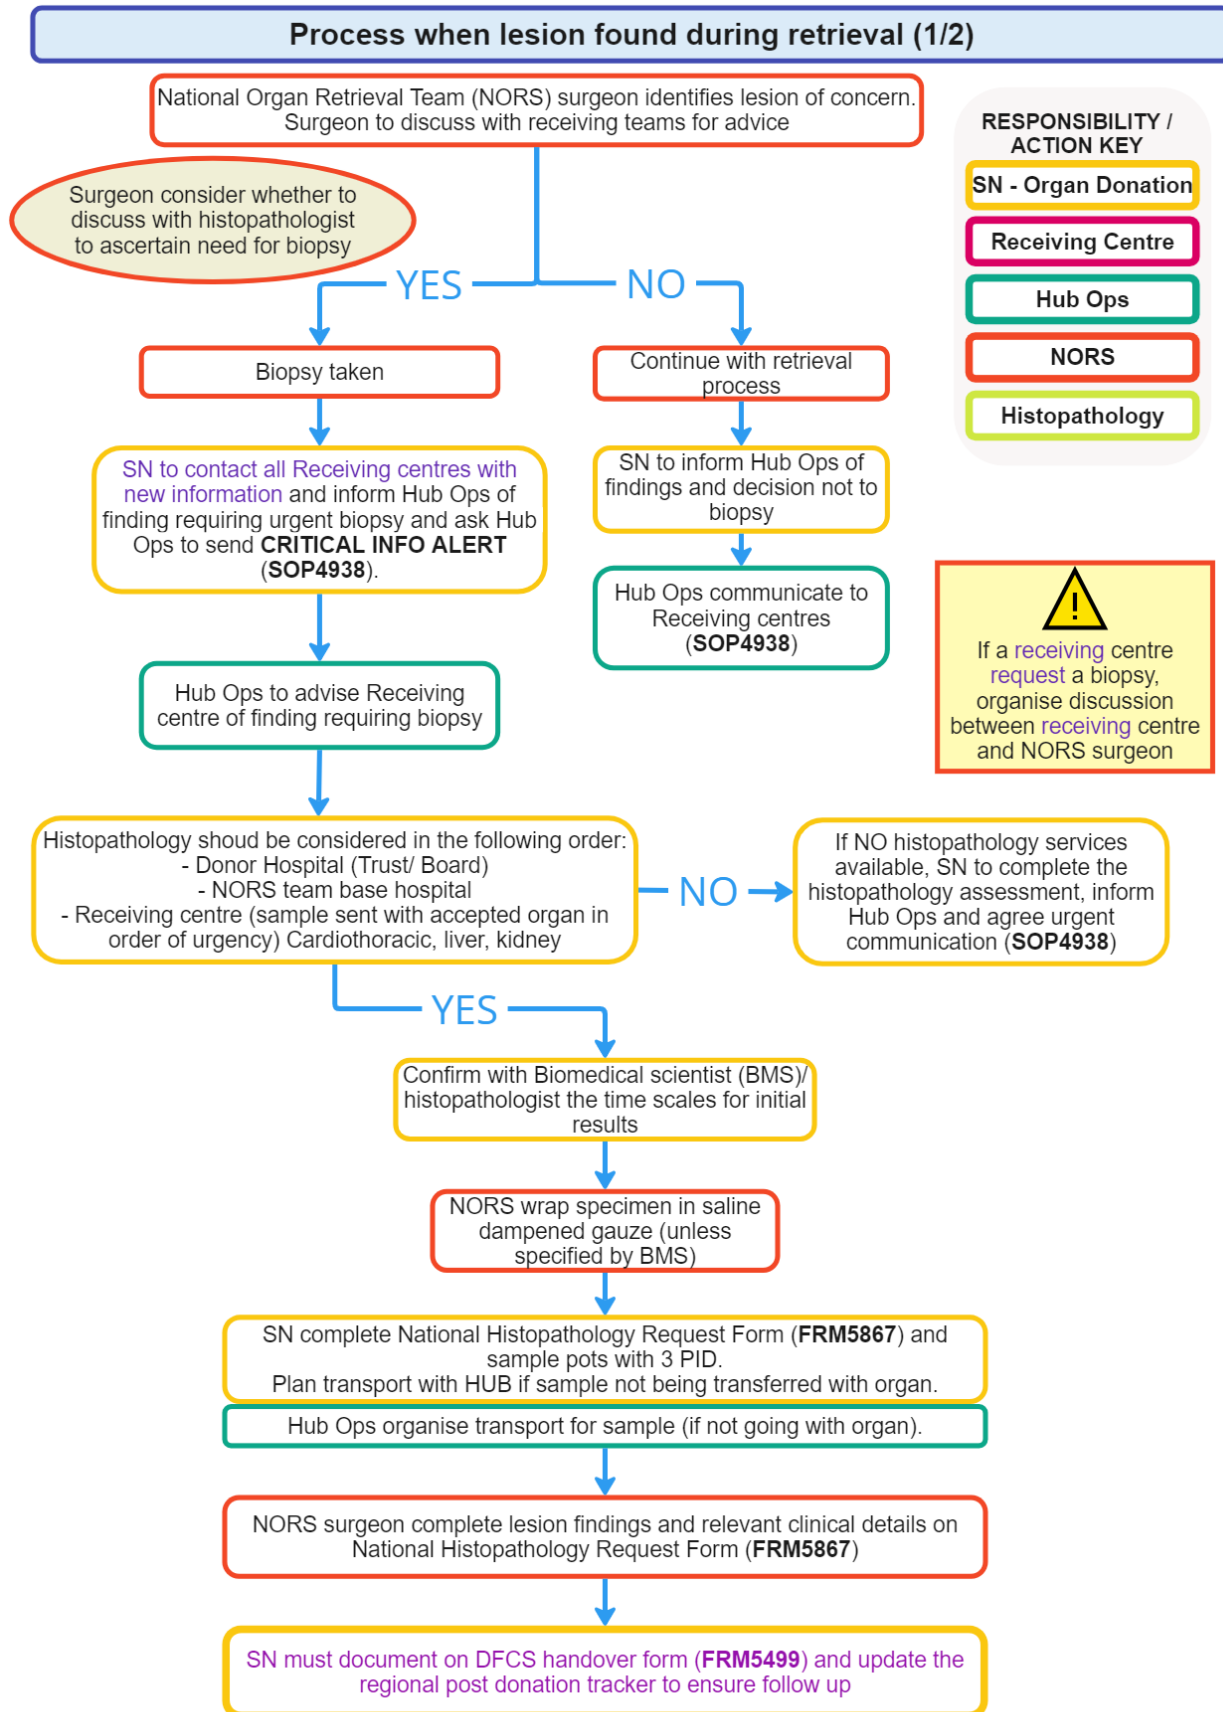 Process when lesion found during retrieval (1/2)
National Organ Retrieval Team (NORS) surgeon identifies lesion of concern.
Surgeon to discuss with receiving teams for advice
RESPONSIBILITY /
ACTION KEY
SN - Organ Donation
Receiving Centre
Hub Ops
NORS
Histopathology
Surgeon consider whether to
discuss with histopathologist
to ascertain need for biopsy
YES
NO
Biopsy taken
Continue with retrieval
process
SN to contact all Receiving centres with
new information and inform Hub Ops of
finding requiring urgent biopsy and ask Hub
Ops to send CRITICAL INFO ALERT
(SOP4938).
SN to inform Hub Ops of
findings and decision not to
biopsy
Hub Ops communicate to
Receiving centres
(SOP4938)
!
If a receiving centre
request a biopsy,
organise discussion
between receiving centre
and NORS surgeon
Hub Ops to advise Receiving
centre of finding requiring biopsy
Histopathology shoud be considered in the following order:
- Donor Hospital (Trust/ Board)
- NORS team base hospital
- Receiving centre (sample sent with accepted organ in
order of urgency) Cardiothoracic, liver, kidney
NO
If NO histopathology services
available, SN to complete the
histopathology assessment, inform
Hub Ops and agree urgent
communication (SOP4938)
YES
Confirm with Biomedical scientist (BMS)/
histopathologist the time scales for initial
results
NORS wrap specimen in saline
dampened gauze (unless
specified by BMS)
SN complete National Histopathology Request Form (FRM5867) and
sample pots with 3 PID.
Plan transport with HUB if sample not being transferred with organ.
Hub Ops organise transport for sample (if not going with organ).
NORS surgeon complete lesion findings and relevant clinical details on
National Histopathology Request Form (FRM5867)
SN must document on DFCS handover form (FRM5499) and update the
regional post donation tracker to ensure follow up